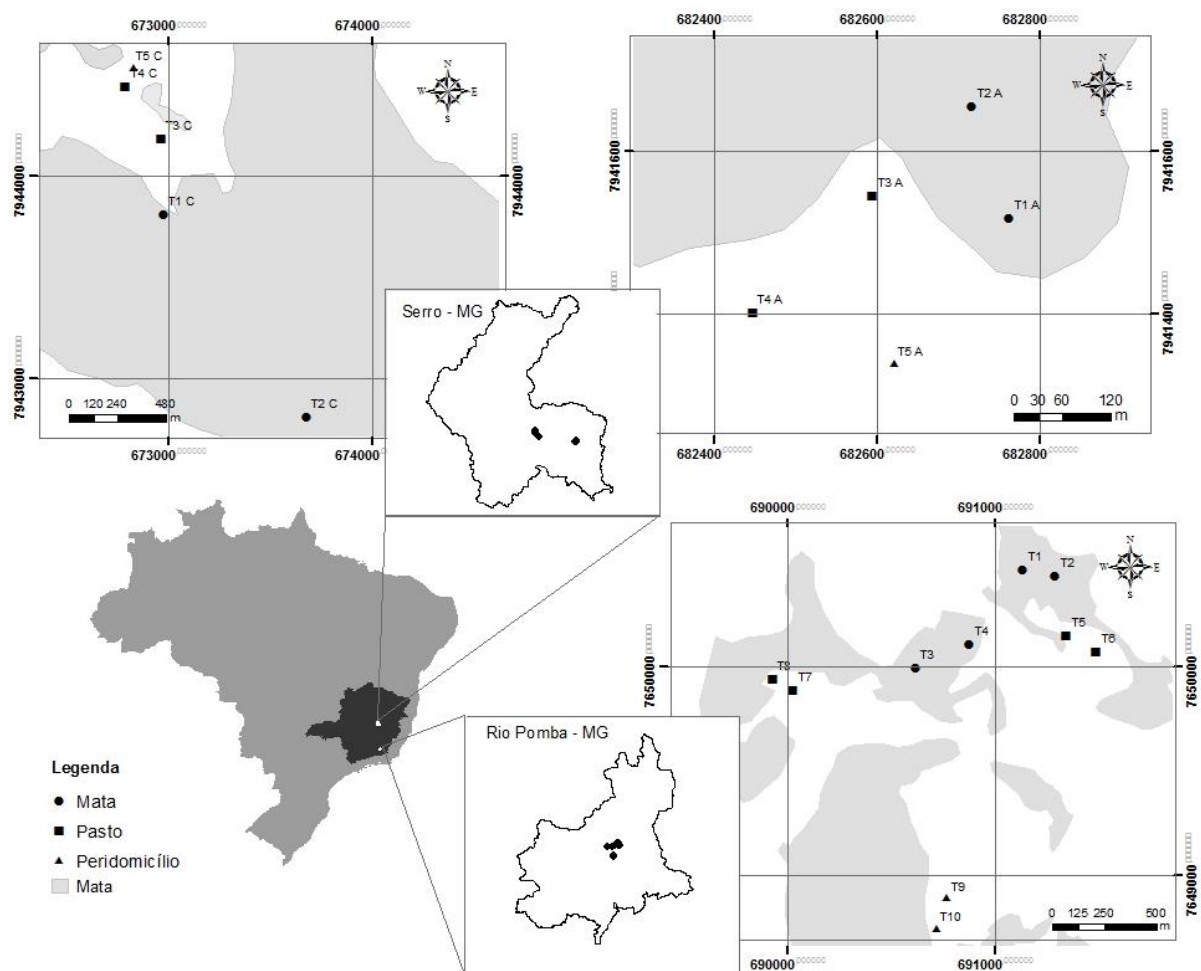 673000
674000
T5 C
T4 C
T3 C
T1 C
T2 C
N
W E
S
7944000
7943000
7944000
0 120 240 480
m
682400
682600
682800
T2 A
T3 A
T1 A
T4 A
T5 A
N
W E
S
7941600
7941400
7941600
7941400
0 30 60 120
m
673000
674000
682400
682600
682800
Serro - MG
690000
691000
T1
T2
T5
T6
T4
T3
T8
T7
T9
T10
N
W E
S
7650000
7650000
7649000
0 125 250 500
m
690000
691000
Rio Pomba - MG
Legenda
Mata
Pasto
Peridomicílio
Mata